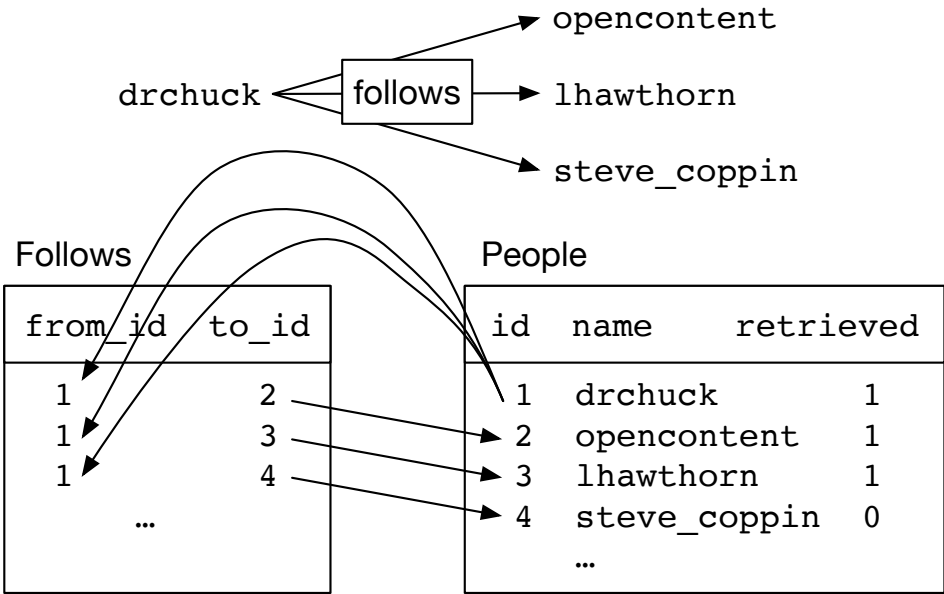 opencontent
drchuck follows lhawthorn
steve_coppin
Follows
from_id to_id
1 2
1 3
1 4
…
People
id name retrieved
1 drchuck 1
2 opencontent 1
3 lhawthorn 1
4 steve_coppin 0
…